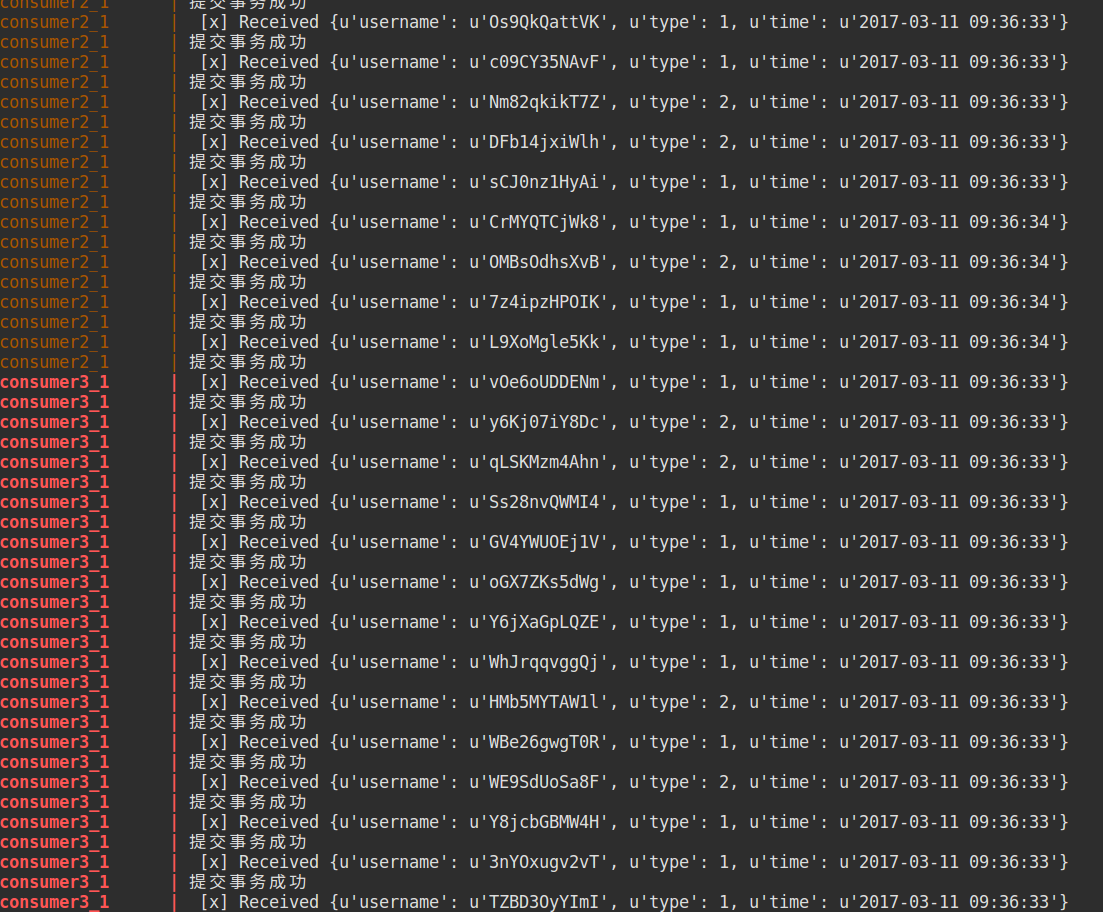 consumer2_1 | 提交事务成功
consumer2_1 | [x] Received {u'username': u'Os9QkQattVK', u'type': 1, u'time': u'2017-03-11 09:36:33'}
consumer2_1 | 提交事务成功
consumer2_1 | [x] Received {u'username': u'c09CY35NAvF', u'type': 1, u'time': u'2017-03-11 09:36:33'}
consumer2_1 | 提交事务成功
consumer2_1 | [x] Received {u'username': u'Nm82qkikT7Z', u'type': 2, u'time': u'2017-03-11 09:36:33'}
consumer2_1 | 提交事务成功
consumer2_1 | [x] Received {u'username': u'DFb14jxiWlh', u'type': 2, u'time': u'2017-03-11 09:36:33'}
consumer2_1 | 提交事务成功
consumer2_1 | [x] Received {u'username': u'sCJ0nz1HyAi', u'type': 1, u'time': u'2017-03-11 09:36:33'}
consumer2_1 | 提交事务成功
consumer2_1 | [x] Received {u'username': u'CrMYQTCjWk8', u'type': 1, u'time': u'2017-03-11 09:36:34'}
consumer2_1 | 提交事务成功
consumer2_1 | [x] Received {u'username': u'OMBsOdhsXvB', u'type': 2, u'time': u'2017-03-11 09:36:34'}
consumer2_1 | 提交事务成功
consumer2_1 | [x] Received {u'username': u'7z4ipzHPOIK', u'type': 1, u'time': u'2017-03-11 09:36:34'}
consumer2_1 | 提交事务成功
consumer2_1 | [x] Received {u'username': u'L9XoMgle5Kk', u'type': 1, u'time': u'2017-03-11 09:36:34'}
consumer2_1 | 提交事务成功
consumer3_1 | [x] Received {u'username': u'vOe6oUDDENm', u'type': 1, u'time': u'2017-03-11 09:36:33'}
consumer3_1 | 提交事务成功
consumer3_1 | [x] Received {u'username': u'y6Kj07iY8Dc', u'type': 2, u'time': u'2017-03-11 09:36:33'}
consumer3_1 | 提交事务成功
consumer3_1 | [x] Received {u'username': u'qLSKMzm4Ahn', u'type': 2, u'time': u'2017-03-11 09:36:33'}
consumer3_1 | 提交事务成功
consumer3_1 | [x] Received {u'username': u'Ss28nvQWMI4', u'type': 1, u'time': u'2017-03-11 09:36:33'}
consumer3_1 | 提交事务成功
consumer3_1 | [x] Received {u'username': u'GV4YWUOEj1V', u'type': 1, u'time': u'2017-03-11 09:36:33'}
consumer3_1 | 提交事务成功
consumer3_1 | [x] Received {u'username': u'oGX7ZKs5dWg', u'type': 1, u'time': u'2017-03-11 09:36:33'}
consumer3_1 | 提交事务成功
consumer3_1 | [x] Received {u'username': u'Y6jXaGpLQZE', u'type': 1, u'time': u'2017-03-11 09:36:33'}
consumer3_1 | 提交事务成功
consumer3_1 | [x] Received {u'username': u'WhJrqqvggQj', u'type': 1, u'time': u'2017-03-11 09:36:33'}
consumer3_1 | 提交事务成功
consumer3_1 | [x] Received {u'username': u'HMb5MYTAW1l', u'type': 2, u'time': u'2017-03-11 09:36:33'}
consumer3_1 | 提交事务成功
consumer3_1 | [x] Received {u'username': u'WBe26gwgT0R', u'type': 1, u'time': u'2017-03-11 09:36:33'}
consumer3_1 | 提交事务成功
consumer3_1 | [x] Received {u'username': u'WE9SdUoSa8F', u'type': 2, u'time': u'2017-03-11 09:36:33'}
consumer3_1 | 提交事务成功
consumer3_1 | [x] Received {u'username': u'Y8jcbGBMW4H', u'type': 1, u'time': u'2017-03-11 09:36:33'}
consumer3_1 | 提交事务成功
consumer3_1 | [x] Received {u'username': u'3nYOxugv2vT', u'type': 1, u'time': u'2017-03-11 09:36:33'}
consumer3_1 | 提交事务成功
consumer3_1 | [x] Received {u'username': u'TZBD3OyYImI', u'type': 1, u'time': u'2017-03-11 09:36:33'}